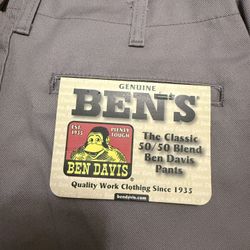 GENUINE
BEN'S
EST.
1935
PLENTY
TOUGH
BEN DAVIS
The Classic
50/50 Blend
Ben Davis
Pants
Quality Work Clothing Since 1935
bendavis.com